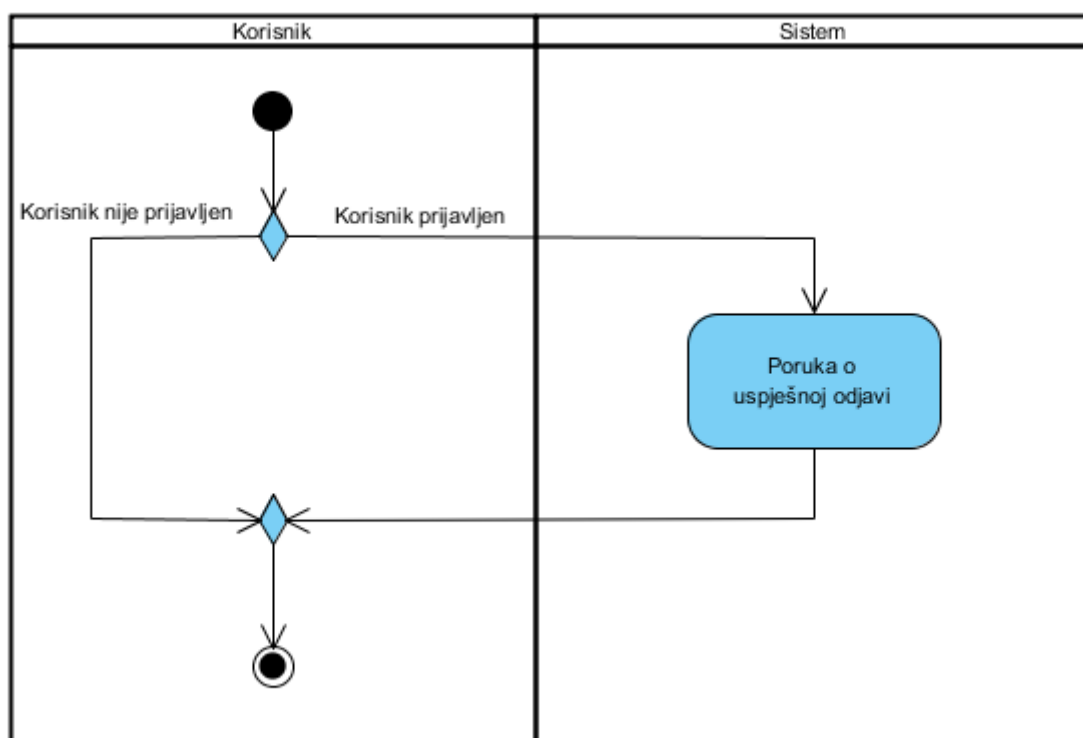 Korisnik
Sistem
Korisnik nije prijavljen
Korisnik prijavljen
Poruka o
uspješnoj odjavi